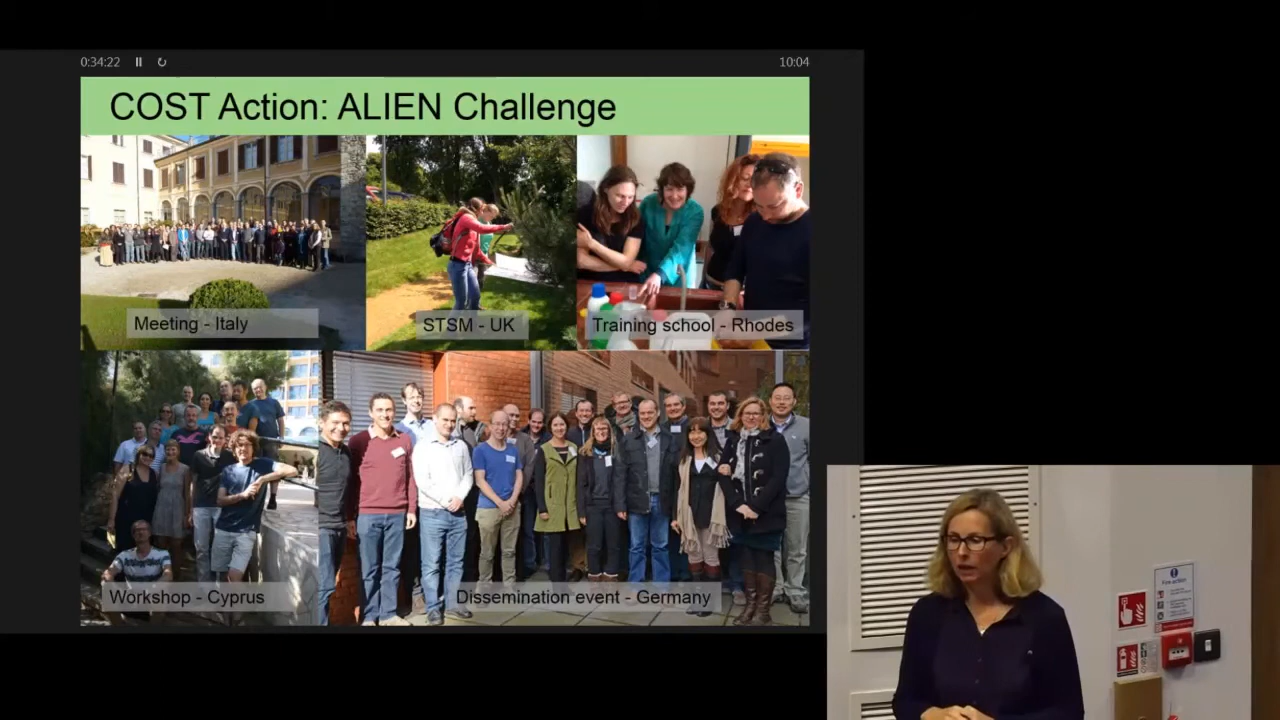 0:34:22
10:04
COST Action: ALIEN Challenge
Meeting - Italy
STSM - UK
Training school - Rhodes
Workshop - Cyprus
Dissemination event - Germany
Fire action